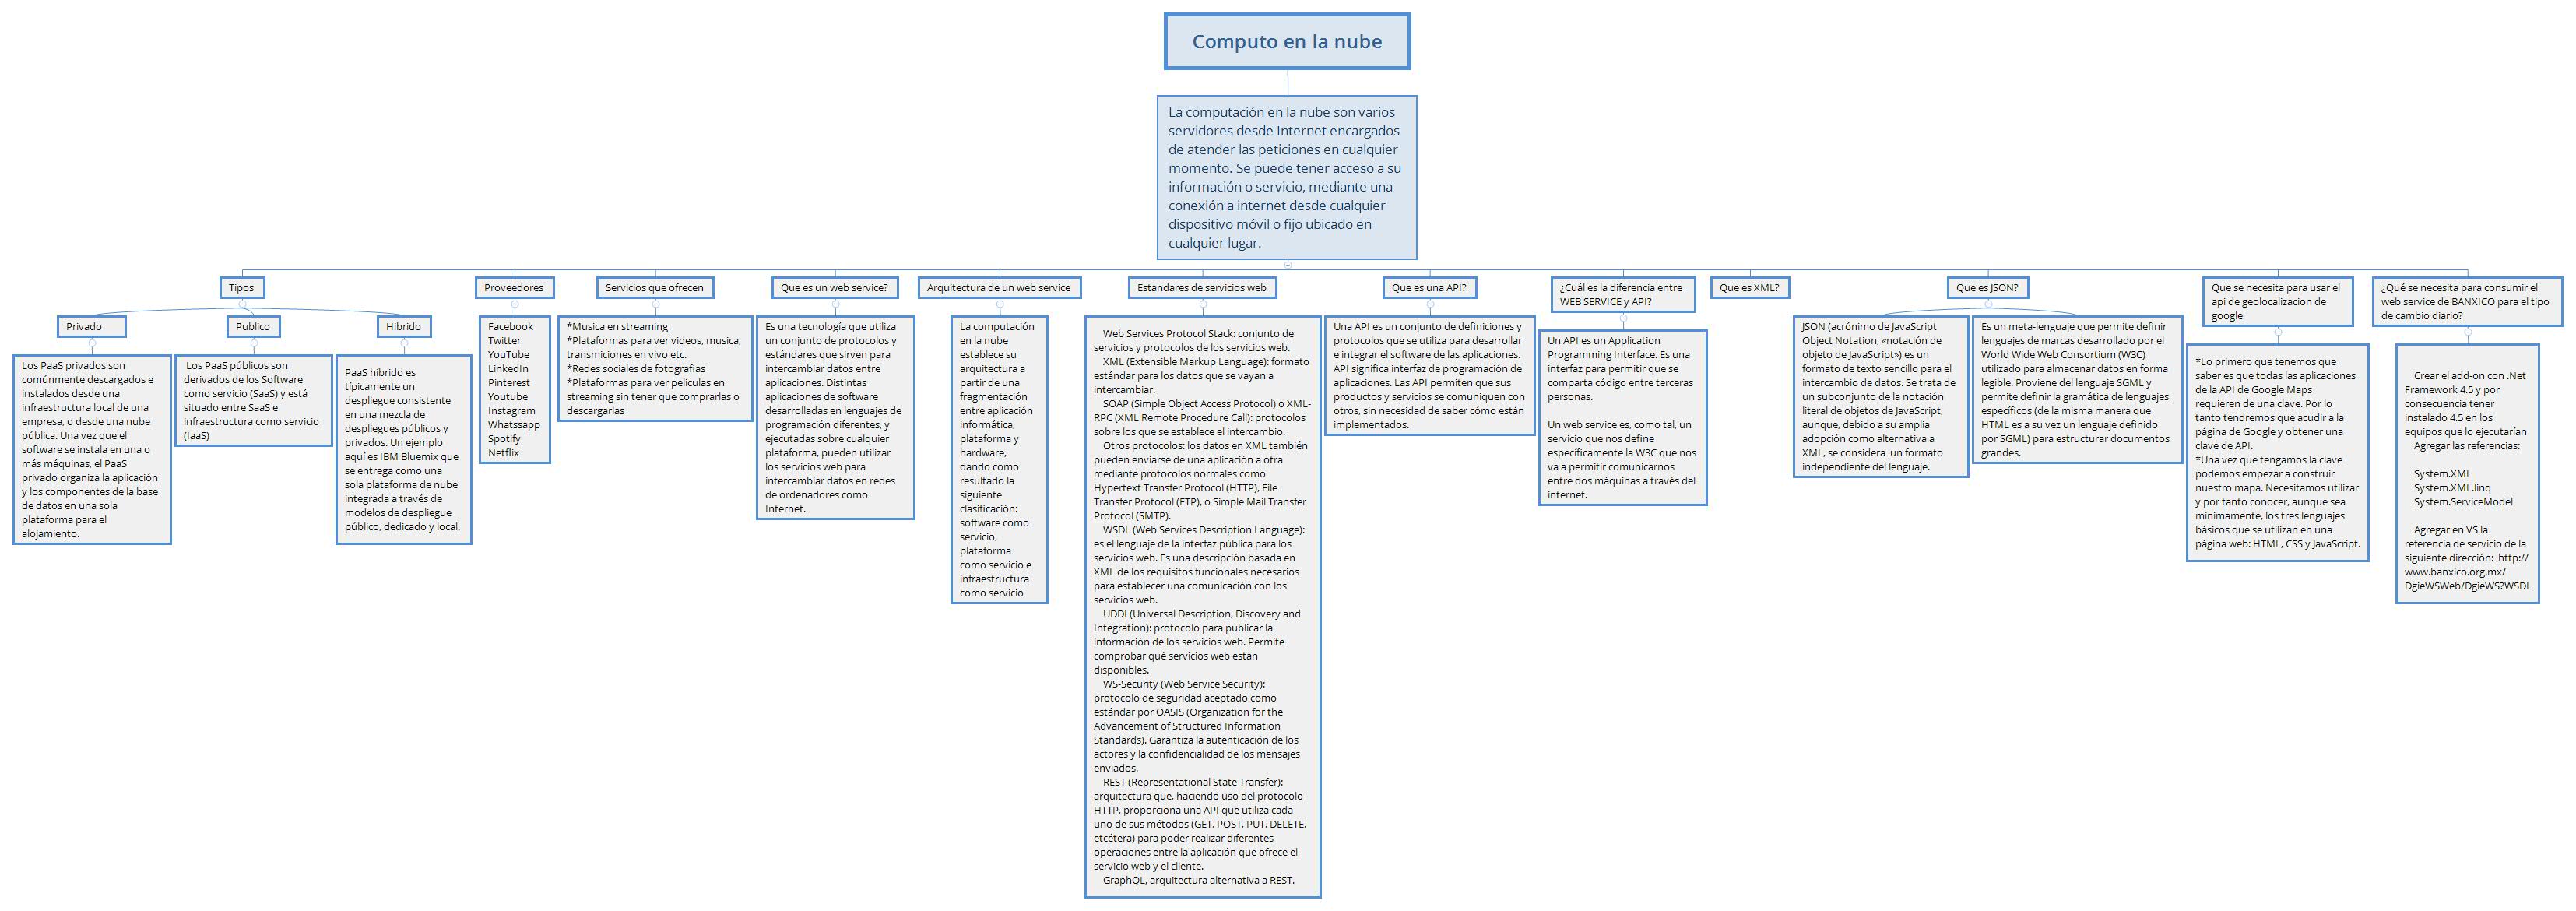 Computo en la nube
La computación en la nube son varios
servidores desde Internet encargados
de atender las peticiones en cualquier
momento. Se puede tener acceso a su
información o servicio, mediante una
conexión a internet desde cualquier
dispositivo móvil o fijo ubicado en
cualquier lugar.
Tipos
Privado
Los PaaS privados son
comúnmente descargados e
instalados desde una
infraestructura local de una
empresa, o desde una nube
pública. Una vez que el
software se instala en una o
más máquinas, el PaaS
privado organiza la aplicación
y los componentes de la base
de datos en una sola
plataforma para el
alojamiento.
Publico
Los PaaS públicos son
derivados de los Software
como servicio (SaaS) y está
situado entre SaaS e
infraestructura como servicio
(IaaS)
Hibrido
PaaS híbrido es
típicamente un
despliegue consistente
en una mezcla de
despliegues públicos y
privados. Un ejemplo
aquí es IBM Bluemix que
se entrega como una
sola plataforma de nube
integrada a través de
modelos de despliegue
público, dedicado y local.
Proveedores
Facebook
Twitter
YouTube
LinkedIn
Pinterest
Youtube
Instagram
Whatssapp
Spotify
Netflix
Servicios que ofrecen
*Musica en streaming
*Plataformas para ver videos, musica,
transmiciones en vivo etc.
*Redes sociales de fotografias
*Plataformas para ver peliculas en
streaming sin tener que comprarlas o
descargarlas
Que es un web service?
Es una tecnología que utiliza
un conjunto de protocolos y
estándares que sirven para
intercambiar datos entre
aplicaciones. Distintas
aplicaciones de software
desarrolladas en lenguajes de
programación diferentes, y
ejecutadas sobre cualquier
plataforma, pueden utilizar
los servicios web para
intercambiar datos en redes
de ordenadores como
Internet.
Arquitectura de un web service
La computación
en la nube
establece su
arquitectura a
partir de una
fragmentación
entre aplicación
informática,
plataforma y
hardware,
dando como
resultado la
siguiente
clasificación:
software como
servicio,
plataforma
como servicio e
infraestructura
como servicio
Estandares de servicios web
Web Services Protocol Stack: conjunto de
servicios y protocolos de los servicios web.
XML (Extensible Markup Language): formato
estándar para los datos que se vayan a
intercambiar.
SOAP (Simple Object Access Protocol) o XML-
RPC (XML Remote Procedure Call): protocolos
sobre los que se establece el intercambio.
Otros protocolos: los datos en XML también
pueden enviarse de una aplicación a otra
mediante protocolos normales como
Hypertext Transfer Protocol (HTTP), File
Transfer Protocol (FTP), o Simple Mail Transfer
Protocol (SMTP).
WSDL (Web Services Description Language):
es el lenguaje de la interfaz pública para los
servicios web. Es una descripción basada en
XML de los requisitos funcionales necesarios
para establecer una comunicación con los
servicios web.
UDDI (Universal Description, Discovery and
Integration): protocolo para publicar la
información de los servicios web. Permite
comprobar qué servicios web están
disponibles.
WS-Security (Web Service Security):
protocolo de seguridad aceptado como
estándar por OASIS (Organization for the
Advancement of Structured Information
Standards). Garantiza la autenticación de los
actores y la confidencialidad de los mensajes
enviados.
REST (Representational State Transfer):
arquitectura que, haciendo uso del protocolo
HTTP, proporciona una API que utiliza cada
uno de sus métodos (GET, POST, PUT, DELETE,
etcétera) para poder realizar diferentes
operaciones entre la aplicación que ofrece el
servicio web y el cliente.
GraphQL, arquitectura alternativa a REST.
Que es una API?
Una API es un conjunto de definiciones y
protocolos que se utiliza para desarrollar
e integrar el software de las aplicaciones.
API significa interfaz de programación de
aplicaciones. Las API permiten que sus
productos y servicios se comuniquen con
otros, sin necesidad de saber cómo están
implementados.
¿Cuál es la diferencia entre
WEB SERVICE y API?
Un API es un Application
Programming Interface. Es una
interfaz para permitir que se
comparta código entre terceras
personas.
Un web service es, como tal, un
servicio que nos define
específicamente la W3C que nos
va a permitir comunicarnos
entre dos máquinas a través del
internet.
Que es XML?
Que es JSON?
JSON (acrónimo de JavaScript
Object Notation, «notación de
objeto de JavaScript») es un
formato de texto sencillo para el
intercambio de datos. Se trata de
un subconjunto de la notación
literal de objetos de JavaScript,
aunque, debido a su amplia
adopción como alternativa a
XML, se considera un formato
independiente del lenguaje.
Es un meta-lenguaje que permite definir
lenguajes de marcas desarrollado por el
World Wide Web Consortium (W3C)
utilizado para almacenar datos en forma
legible. Proviene del lenguaje SGML y
permite definir la gramática de lenguajes
específicos (de la misma manera que
HTML es a su vez un lenguaje definido
por SGML) para estructurar documentos
grandes.
Que se necesita para usar el
api de geolocalizacion de
google
*Lo primero que tenemos que
saber es que todas las aplicaciones
de la API de Google Maps
requieren de una clave. Por lo
tanto tendremos que acudir a la
página de Google y obtener una
clave de API.
*Una vez que tengamos la clave
podemos empezar a construir
nuestro mapa. Necesitamos utilizar
y por tanto conocer, aunque sea
mínimamente, los tres lenguajes
básicos que se utilizan en una
página web: HTML, CSS y JavaScript.
¿Qué se necesita para consumir el
web service de BANXICO para el tipo
de cambio diario?
Crear el add-on con .Net
Framework 4.5 y por
consecuencia tener
instalado 4.5 en los
equipos que lo ejecutarían
Agregar las referencias:
System.XML
System.XML.linq
System.ServiceModel
Agregar en VS la
referencia de servicio de la
siguiente dirección: http://
www.banxico.org.mx/
DgieWSWeb/DgieWS?WSDL